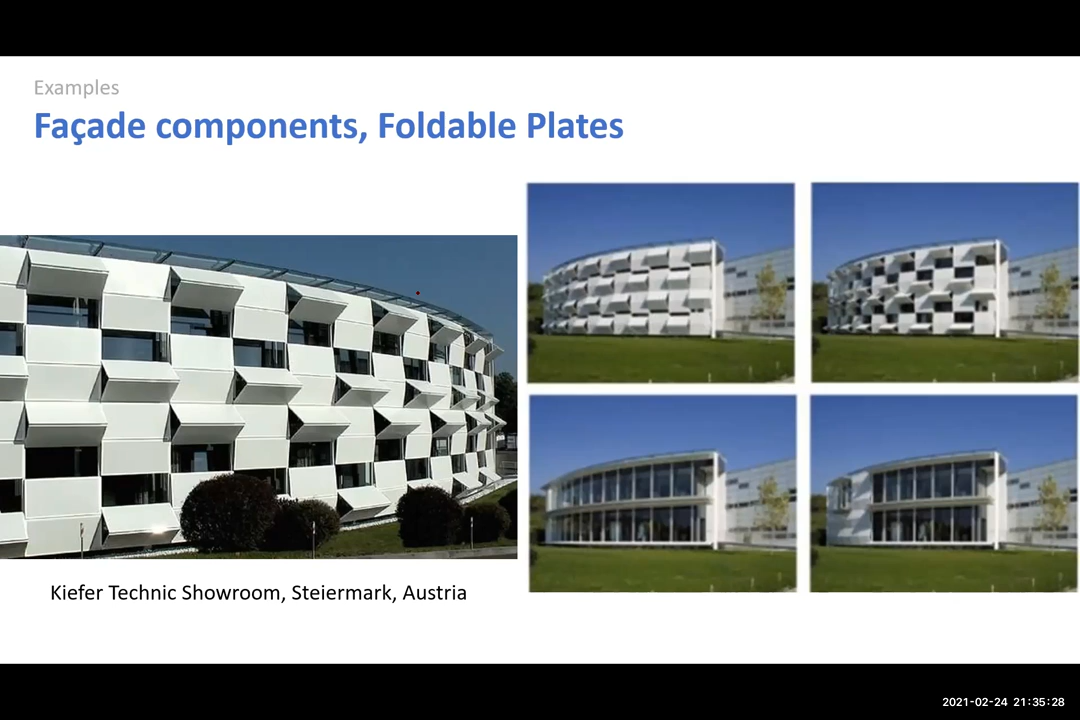 Examples
Façade components, Foldable Plates
Kiefer Technic Showroom, Steiermark, Austria
2021-02-24 21:35:28